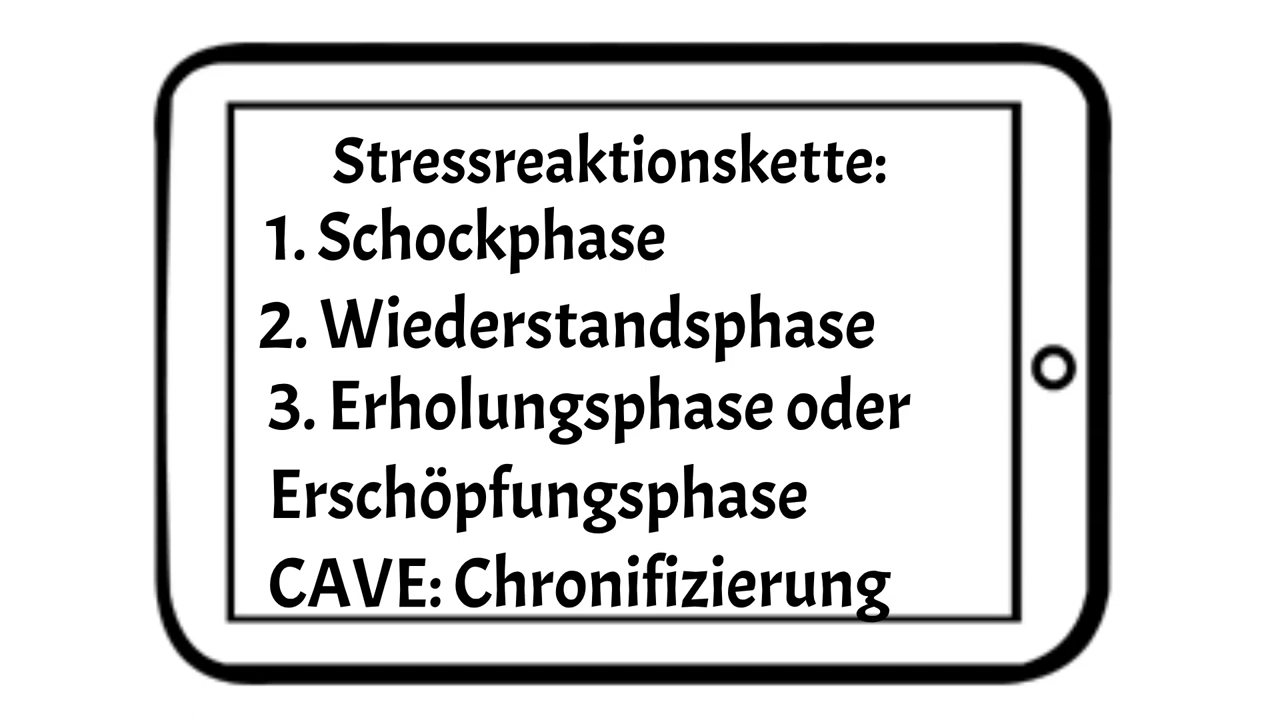 Stressreaktionskette:
1. Schockphase
2. Wiederstandsphase
3. Erholungsphase oder
Erschöpfungsphase
CAVE: Chronifizierung